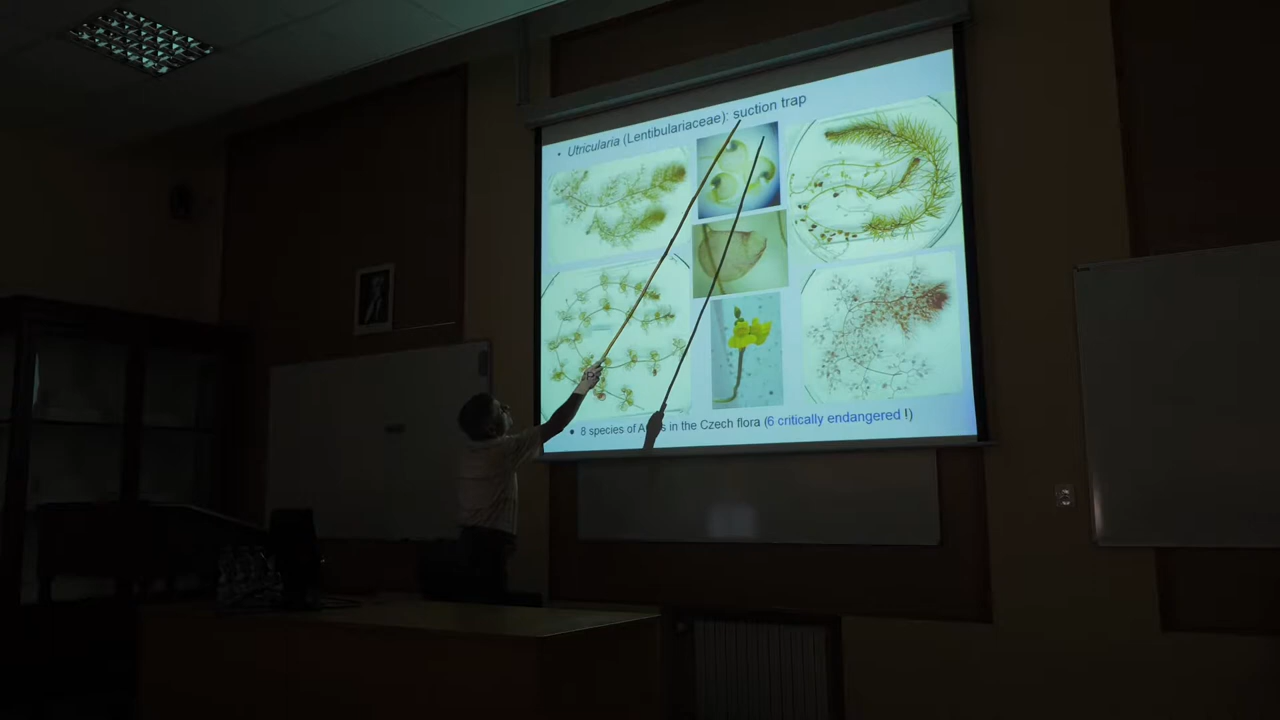 • Utricularia (Lentibulariaceae): suction trap
• 8 species of in the Czech flora (6 critically endangered !)